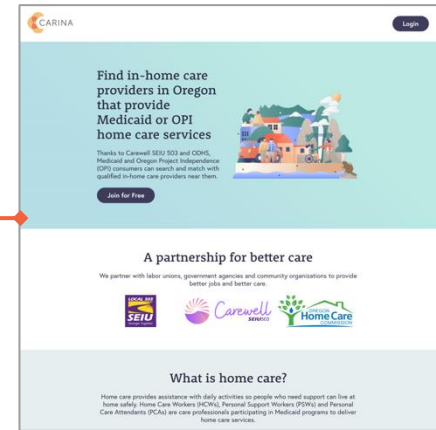 CARINA
Login
Find in-home care
providers in Oregon
that provide
Medicaid or OPI
home care services
Thanks to Carewell SEIU 503 and ODHS,
Medicaid and Oregon Project Independence
(OPI) consumers can search and match with
qualified in-home care providers near them.
Join for Free
A partnership for better care
We partner with labor unions, government agencies and community organizations to provide
better jobs and better care.
LOCAL 503
SEIU
Stronger Together
Carewell
SEIU503
OREGON
Home Care
COMMISSION
What is home care?
Home care provides assistance with daily activities so people who need support can live at
home safely. Home Care Workers (HCWs), Personal Support Workers (PSWs) and Personal
Care Attendants (PCAs) are care professionals participating in Medicaid programs to deliver
home care services.